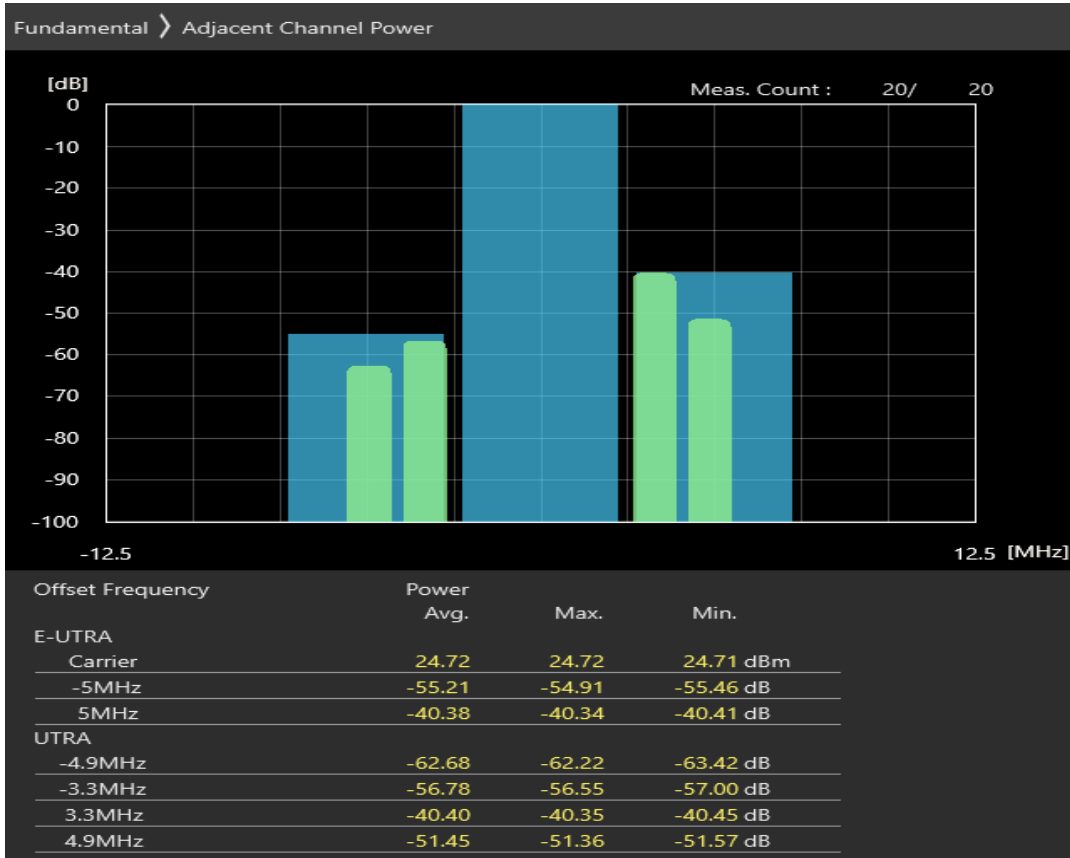 Fundamental 〉 Adjacent Channel Power
[dB]
Meas. Count : 20/ 20
0
-10
-20
-30
-40
-50
-60
-70
-80
-90
-100
-12.5 12.5 [MHz]
Offset Frequency Power
Avg. Max. Min.
E-UTRA
Carrier 24.72 24.72 24.71 dBm
-5MHz -55.21 -54.91 -55.46 dB
5MHz -40.38 -40.34 -40.41 dB
UTRA
-4.9MHz -62.68 -62.22 -63.42 dB
-3.3MHz -56.78 -56.55 -57.00 dB
3.3MHz -40.40 -40.35 -40.45 dB
4.9MHz -51.45 -51.36 -51.57 dB